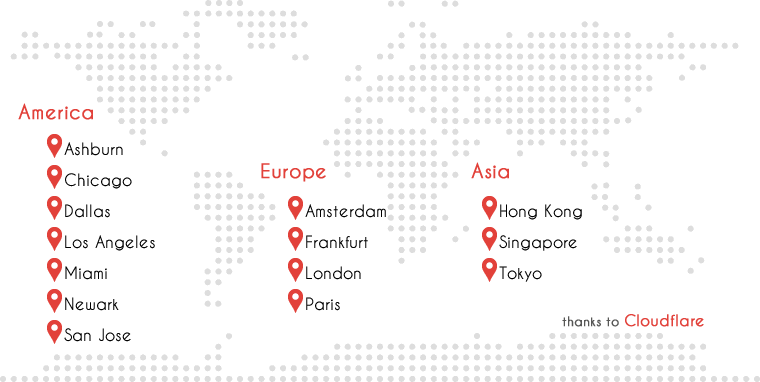 America
Ashburn
Chicago
Dallas
Los Angeles
Miami
Newark
San Jose
Europe
Amsterdam
Frankfurt
London
Paris
Asia
Hong Kong
Singapore
Tokyo
thanks to Cloudflare